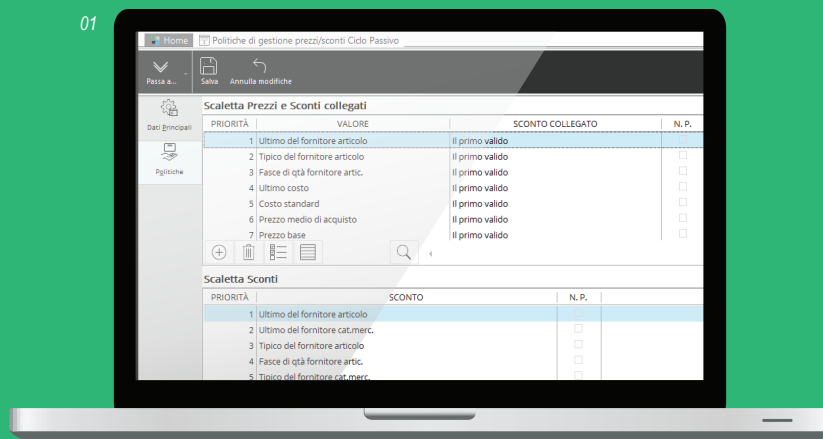 01
Home Politiche di gestione prezzi/sconti Ciclo Passivo
Passa a... Salva Annulla modifiche
Dati Principali
Politiche
Scaletta Prezzi e Sconti collegati
PRIORITÀ VALORE SCONTO COLLEGATO N. P.
1 Ultimo del fornitore articolo Il primo valido
2 Tipico del fornitore articolo Il primo valido
3 Fasce di qtà fornitore artic. Il primo valido
4 Ultimo costo Il primo valido
5 Costo standard Il primo valido
6 Prezzo medio di acquisto Il primo valido
7 Prezzo base Il primo valido
Scaletta Sconti
PRIORITÀ SCONTO N. P.
1 Ultimo del fornitore articolo
2 Ultimo del fornitore cat.merc.
3 Tipico del fornitore articolo
4 Fasce di qtà fornitore artic.
5 Tipico del fornitore cat.merc.